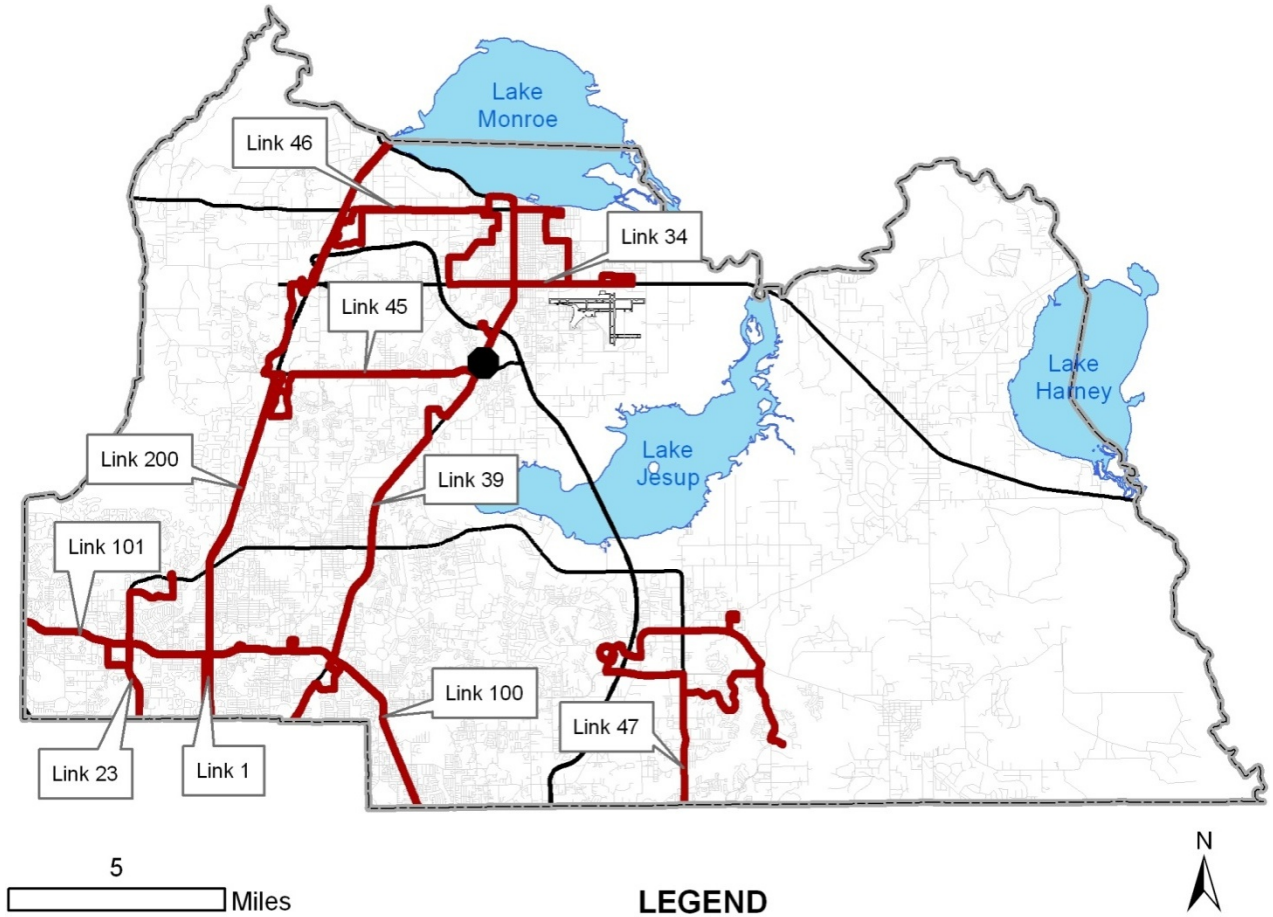 Lake
Monroe
Link 46
Link 34
Link 45
Lake
Harney
Link 200
Lake
Jesup
Link 39
Link 101
Link 100
Link 47
Link 23
Link 1
N
5
Miles
LEGEND